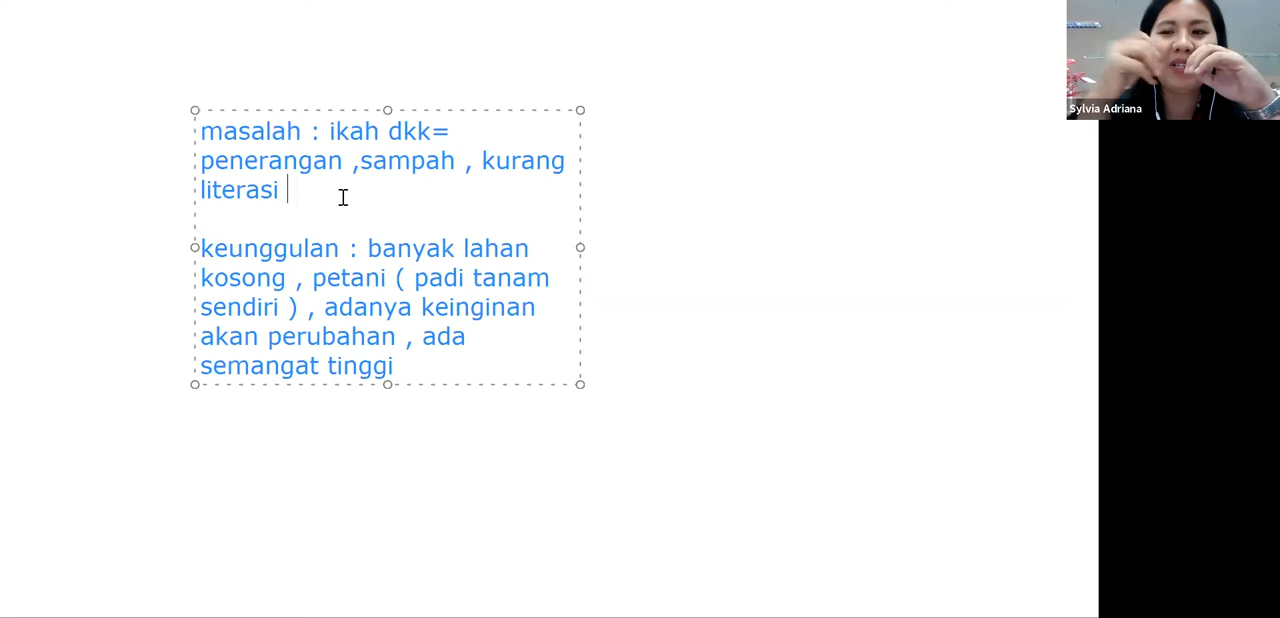 masalah : ikah dkk=
penerangan ,sampah , kurang
literasi
keunggulan : banyak lahan
kosong , petani ( padi tanam
sendiri ) , adanya keinginan
akan perubahan , ada
semangat tinggi
Sylvia Adriana